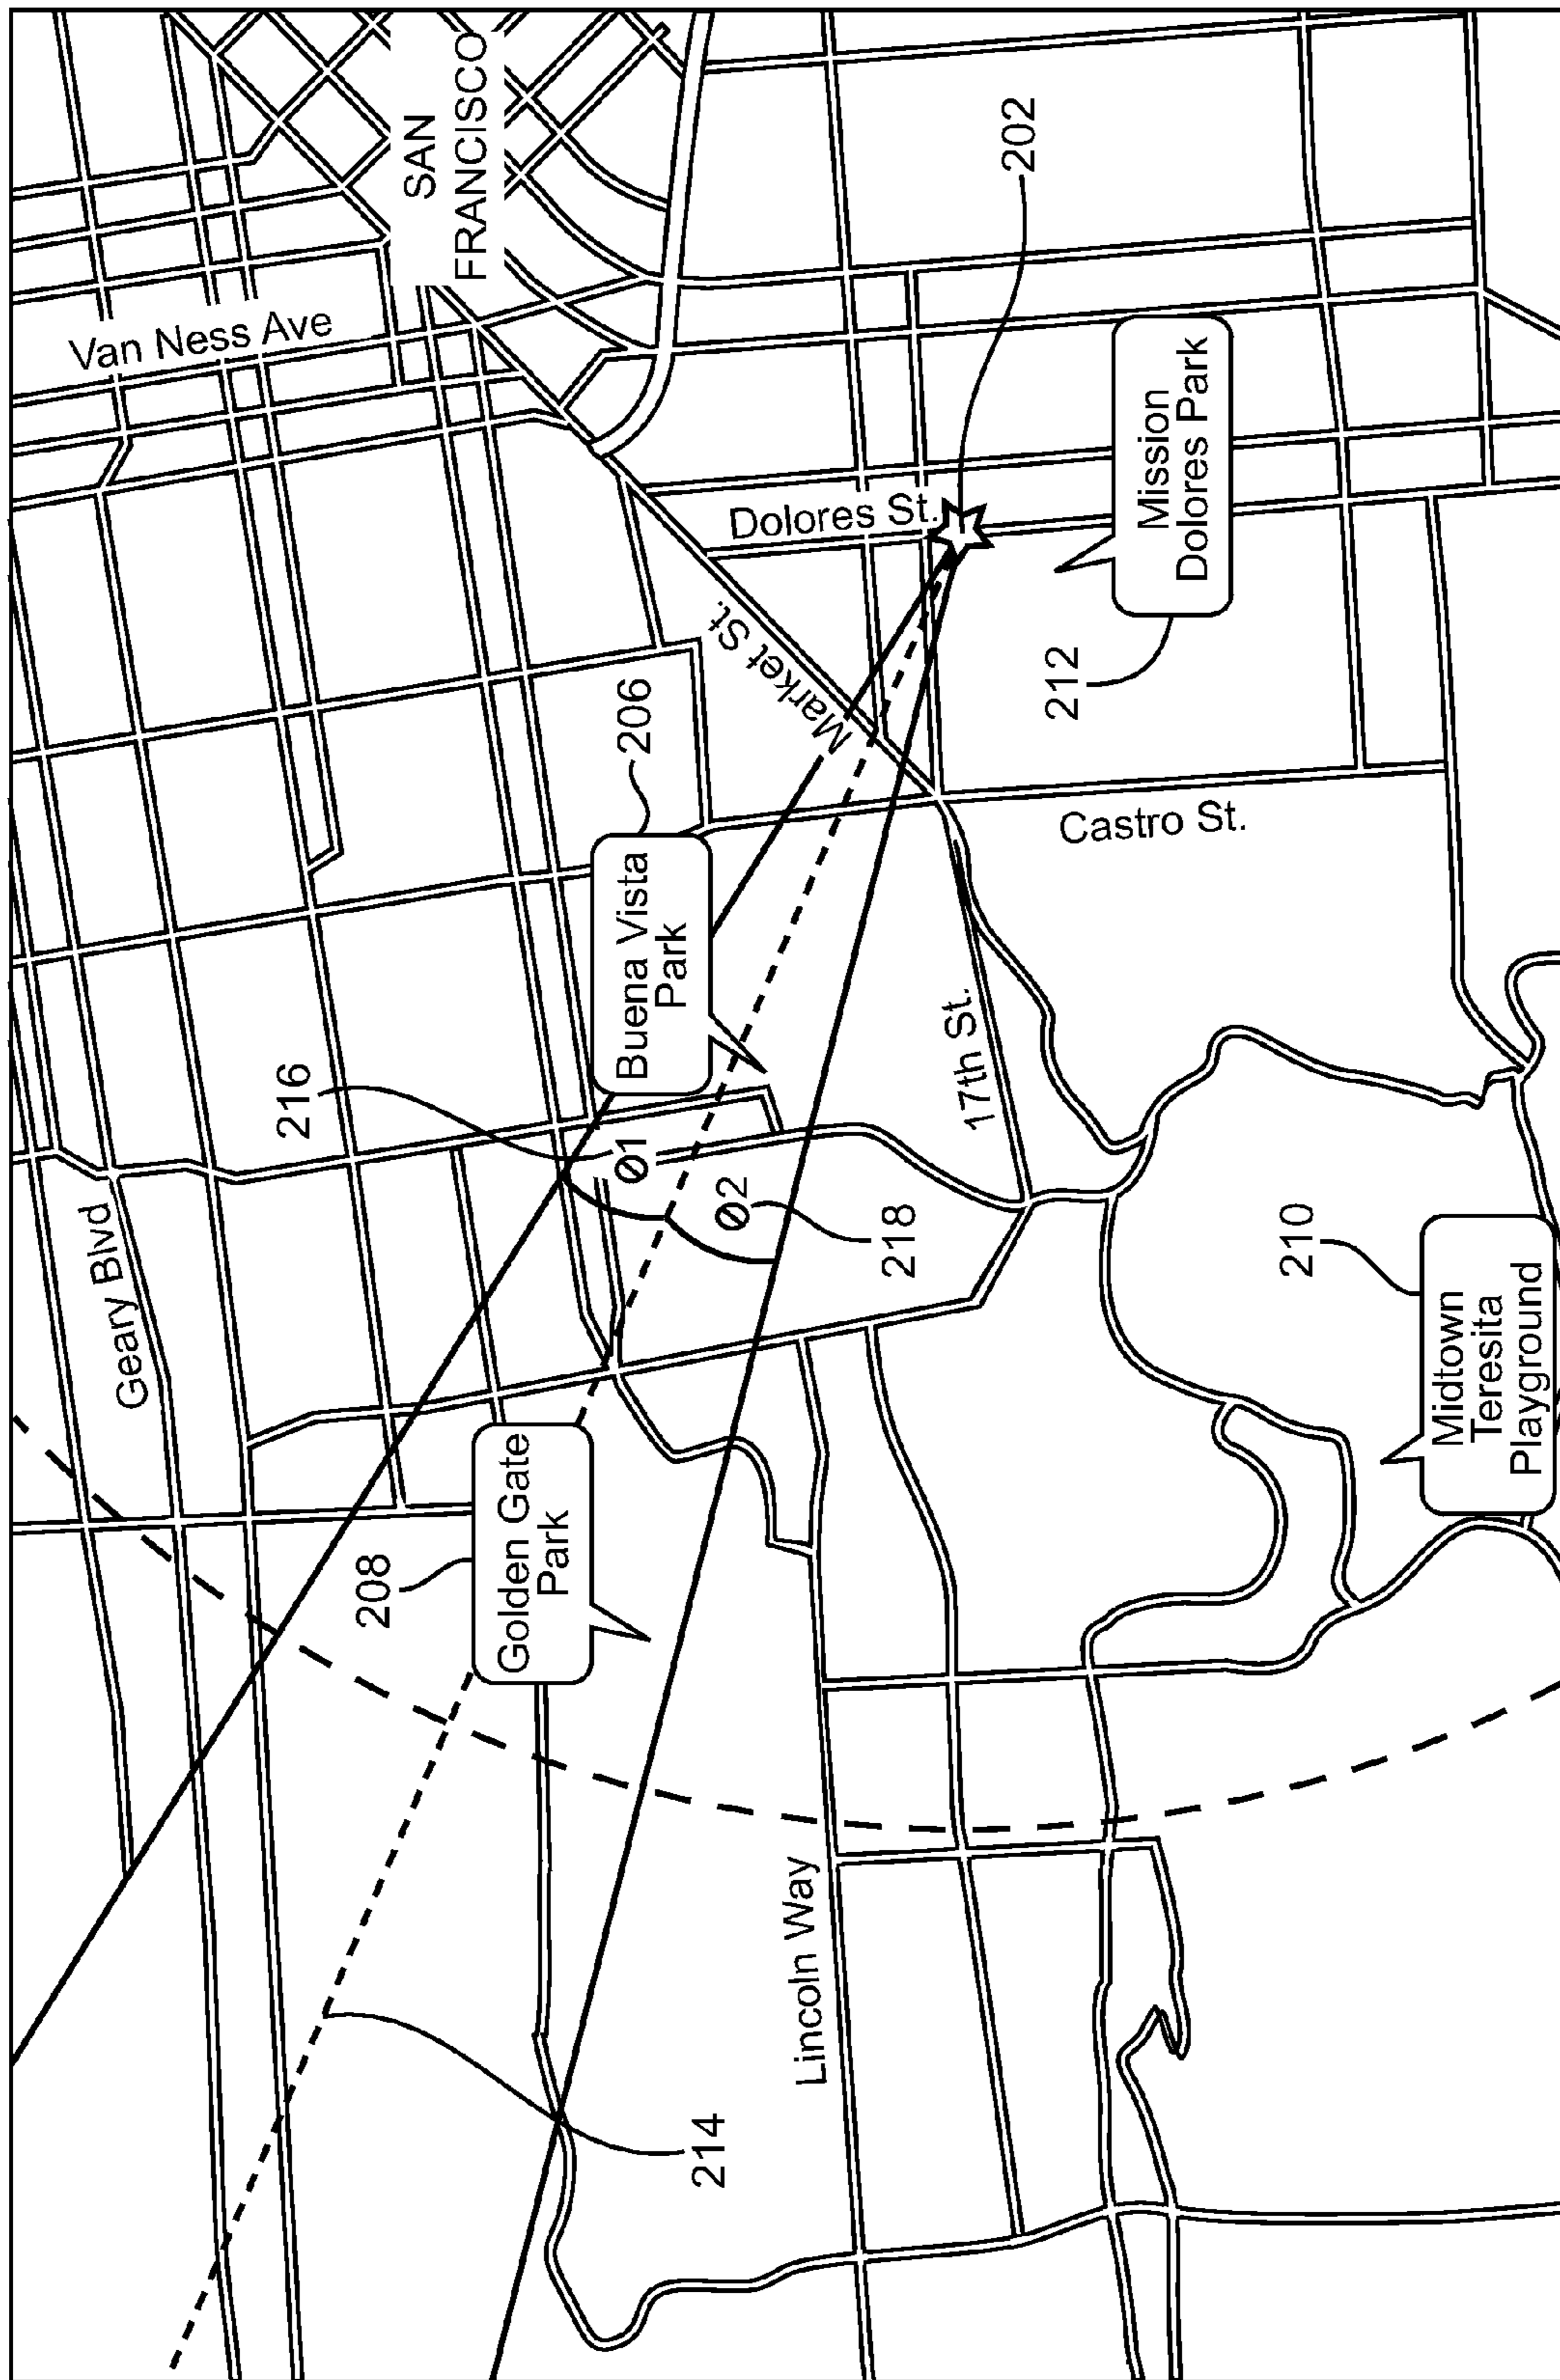 SAN
FRANCISCO
Van Ness Ave
202
Dolores St.
Mission
Dolores Park
212
Market St.
206
Castro St.
Buena Vista
Park
17th St.
216
Ø1
Ø2
218
Geary Blvd
210
Midtown
Teresita
Playground
Golden Gate
Park
208
Lincoln Way
214